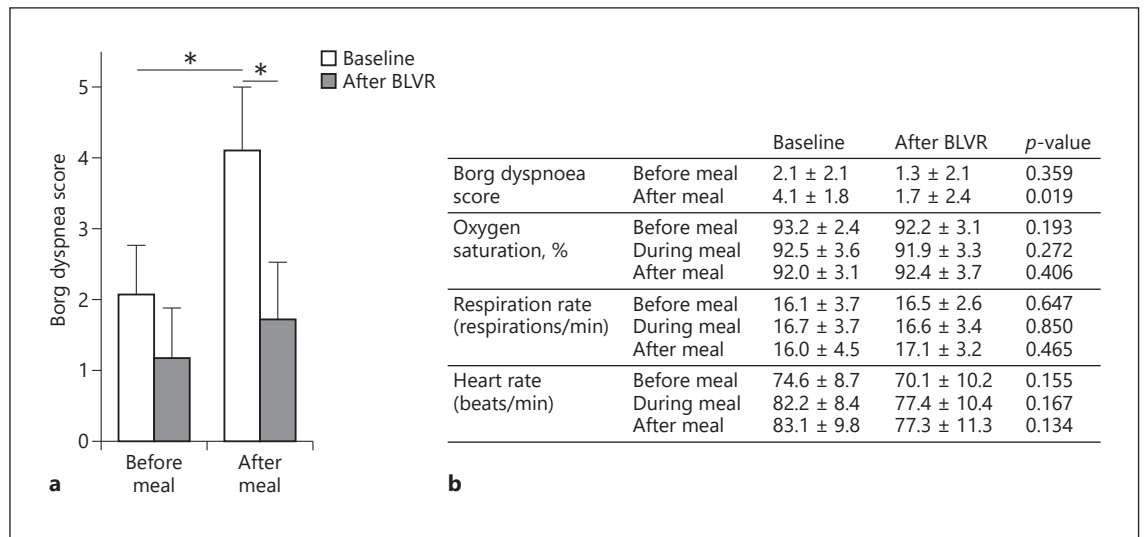 Baseline
After BLVR
*
*
Borg dyspnea score
5
4
3
2
1
0
Before
meal
After
meal
a
Baseline After BLVR p-value
Borg dyspnoea Before meal 2.1 ± 2.1 1.3 ± 2.1 0.359
score After meal 4.1 ± 1.8 1.7 ± 2.4 0.019
Oxygen Before meal 93.2 ± 2.4 92.2 ± 3.1 0.193
saturation, % During meal 92.5 ± 3.6 91.9 ± 3.3 0.272
After meal 92.0 ± 3.1 92.4 ± 3.7 0.406
Respiration rate Before meal 16.1 ± 3.7 16.5 ± 2.6 0.647
(respirations/min) During meal 16.7 ± 3.7 16.6 ± 3.4 0.850
After meal 16.0 ± 4.5 17.1 ± 3.2 0.465
Heart rate Before meal 74.6 ± 8.7 70.1 ± 10.2 0.155
(beats/min) During meal 82.2 ± 8.4 77.4 ± 10.4 0.167
After meal 83.1 ± 9.8 77.3 ± 11.3 0.134
b